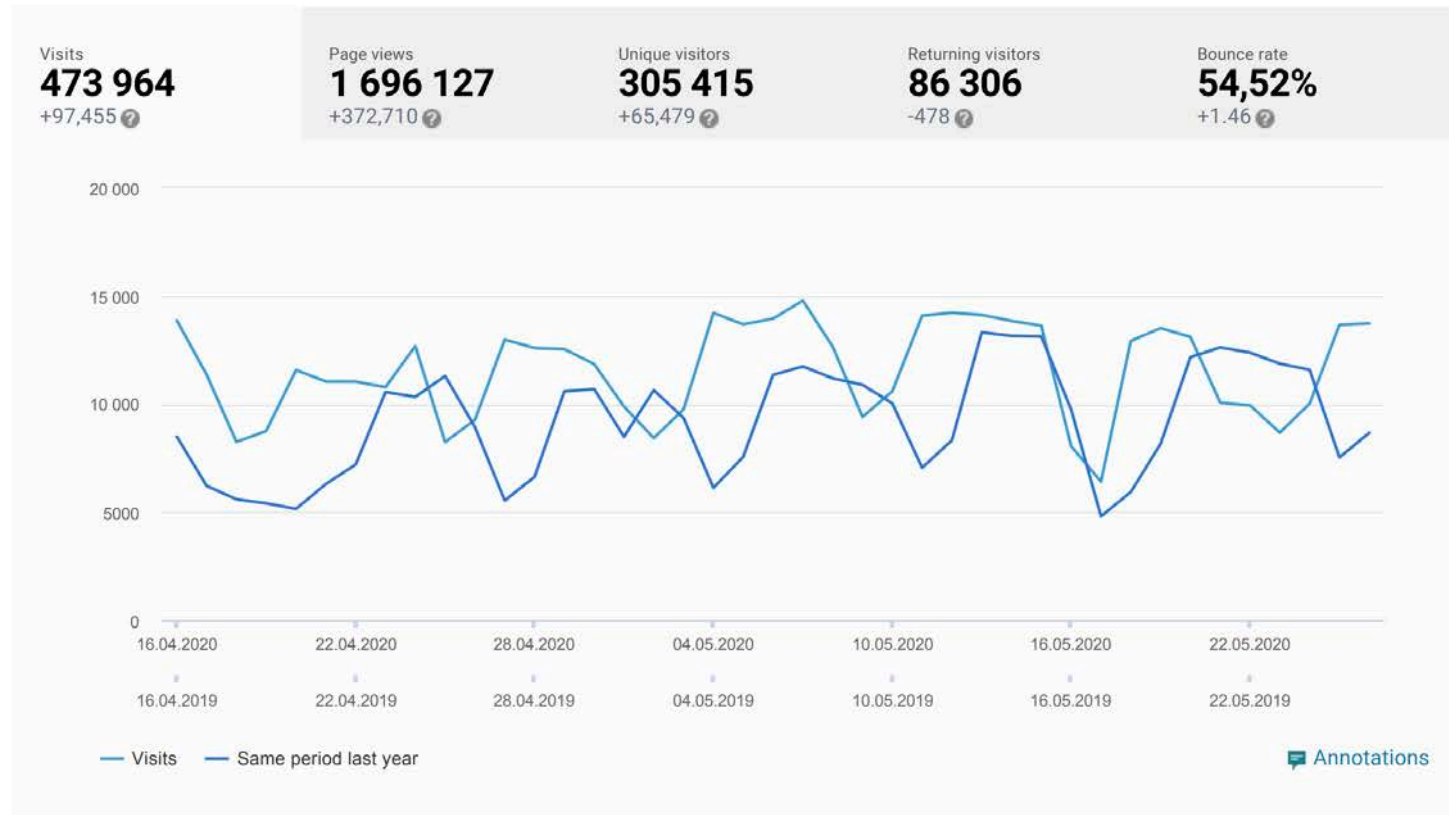 Visits Page views Unique visitors Returning visitors Bounce rate
473 964 1 696 127 305 415 86 306 54,52%
+97,455 ? +372,710 ? +65,479 ? -478 ? +1.46 ?
20 000
15 000
10 000
5000
0
16.04.2020 22.04.2020 28.04.2020 04.05.2020 10.05.2020 16.05.2020 22.05.2020
16.04.2019 22.04.2019 28.04.2019 04.05.2019 10.05.2019 16.05.2019 22.05.2019
Visits Same period last year Annotations